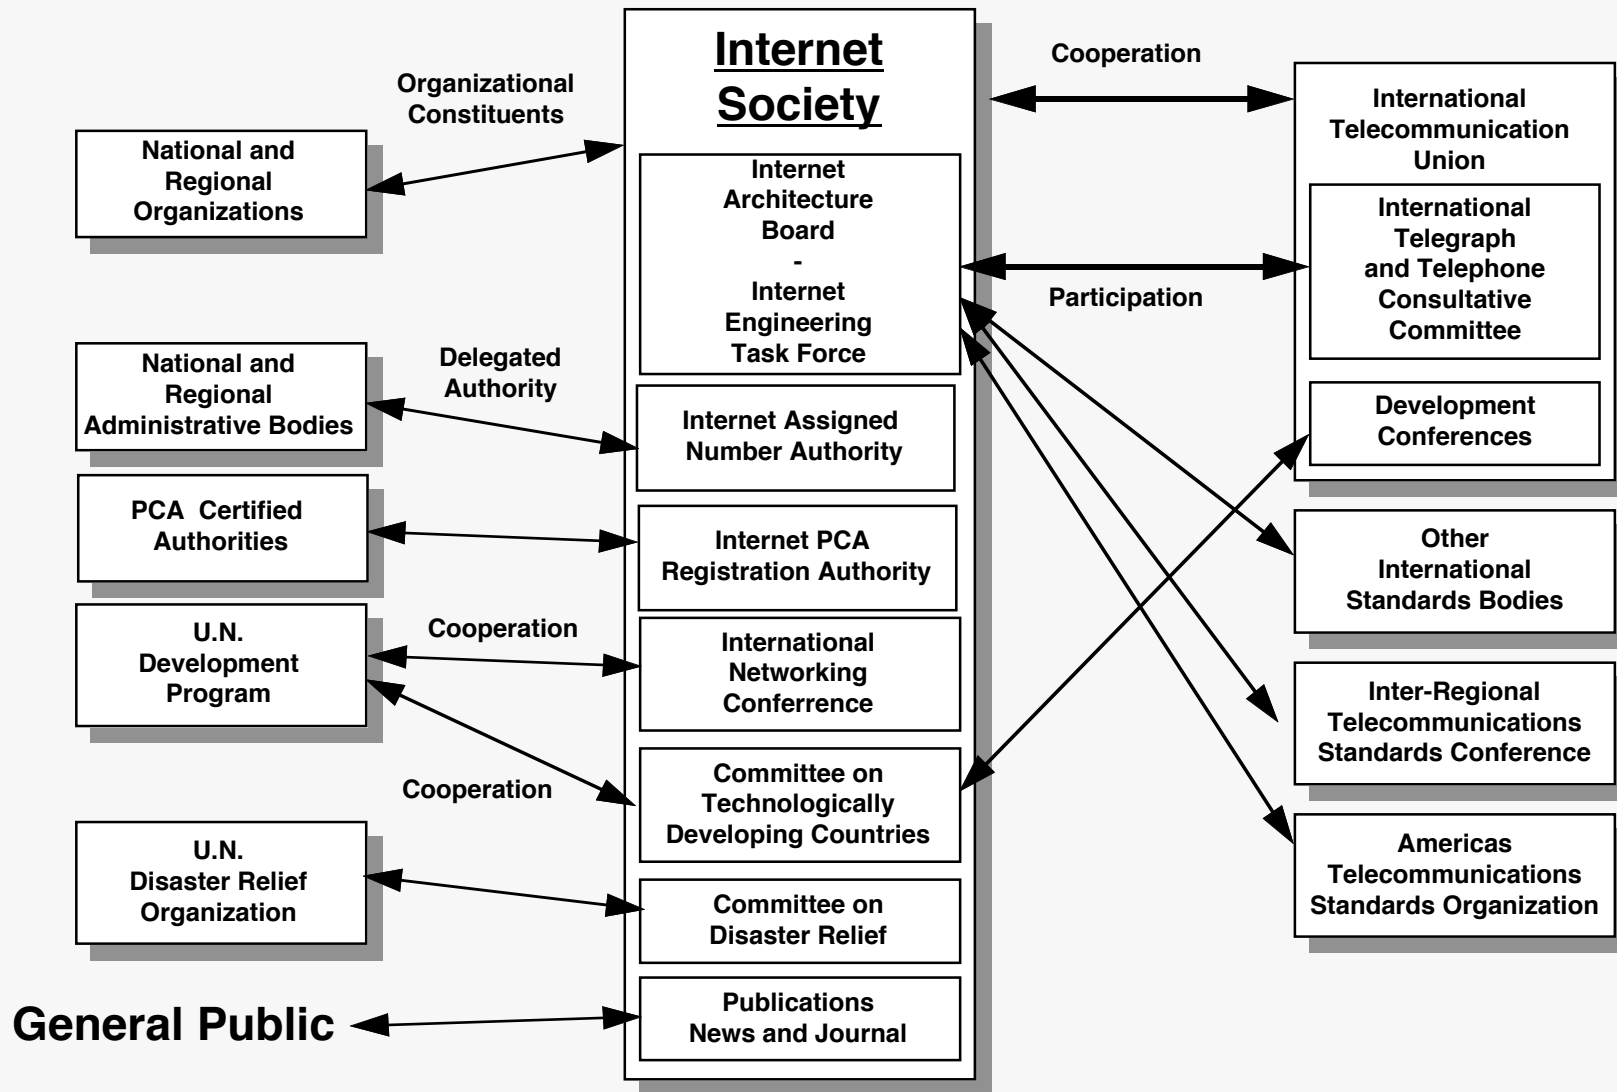 Internet
Society
Organizational
Constituents
National and
Regional
Organizations
Delegated
Authority
National and
Regional
Administrative Bodies
PCA Certified
Authorities
U.N.
Development
Program
Cooperation
Cooperation
U.N.
Disaster Relief
Organization
General Public
Internet
Architecture
Board
-
Internet
Engineering
Task Force
Internet Assigned
Number Authority
Internet PCA
Registration Authority
International
Networking
Conferrence
Committee on
Technologically
Developing Countries
Committee on
Disaster Relief
Publications
News and Journal
Cooperation
Participation
International
Telecommunication
Union
International
Telegraph
and Telephone
Consultative
Committee
Development
Conferences
Other
International
Standards Bodies
Inter-Regional
Telecommunications
Standards Conference
Americas
Telecommunications
Standards Organization